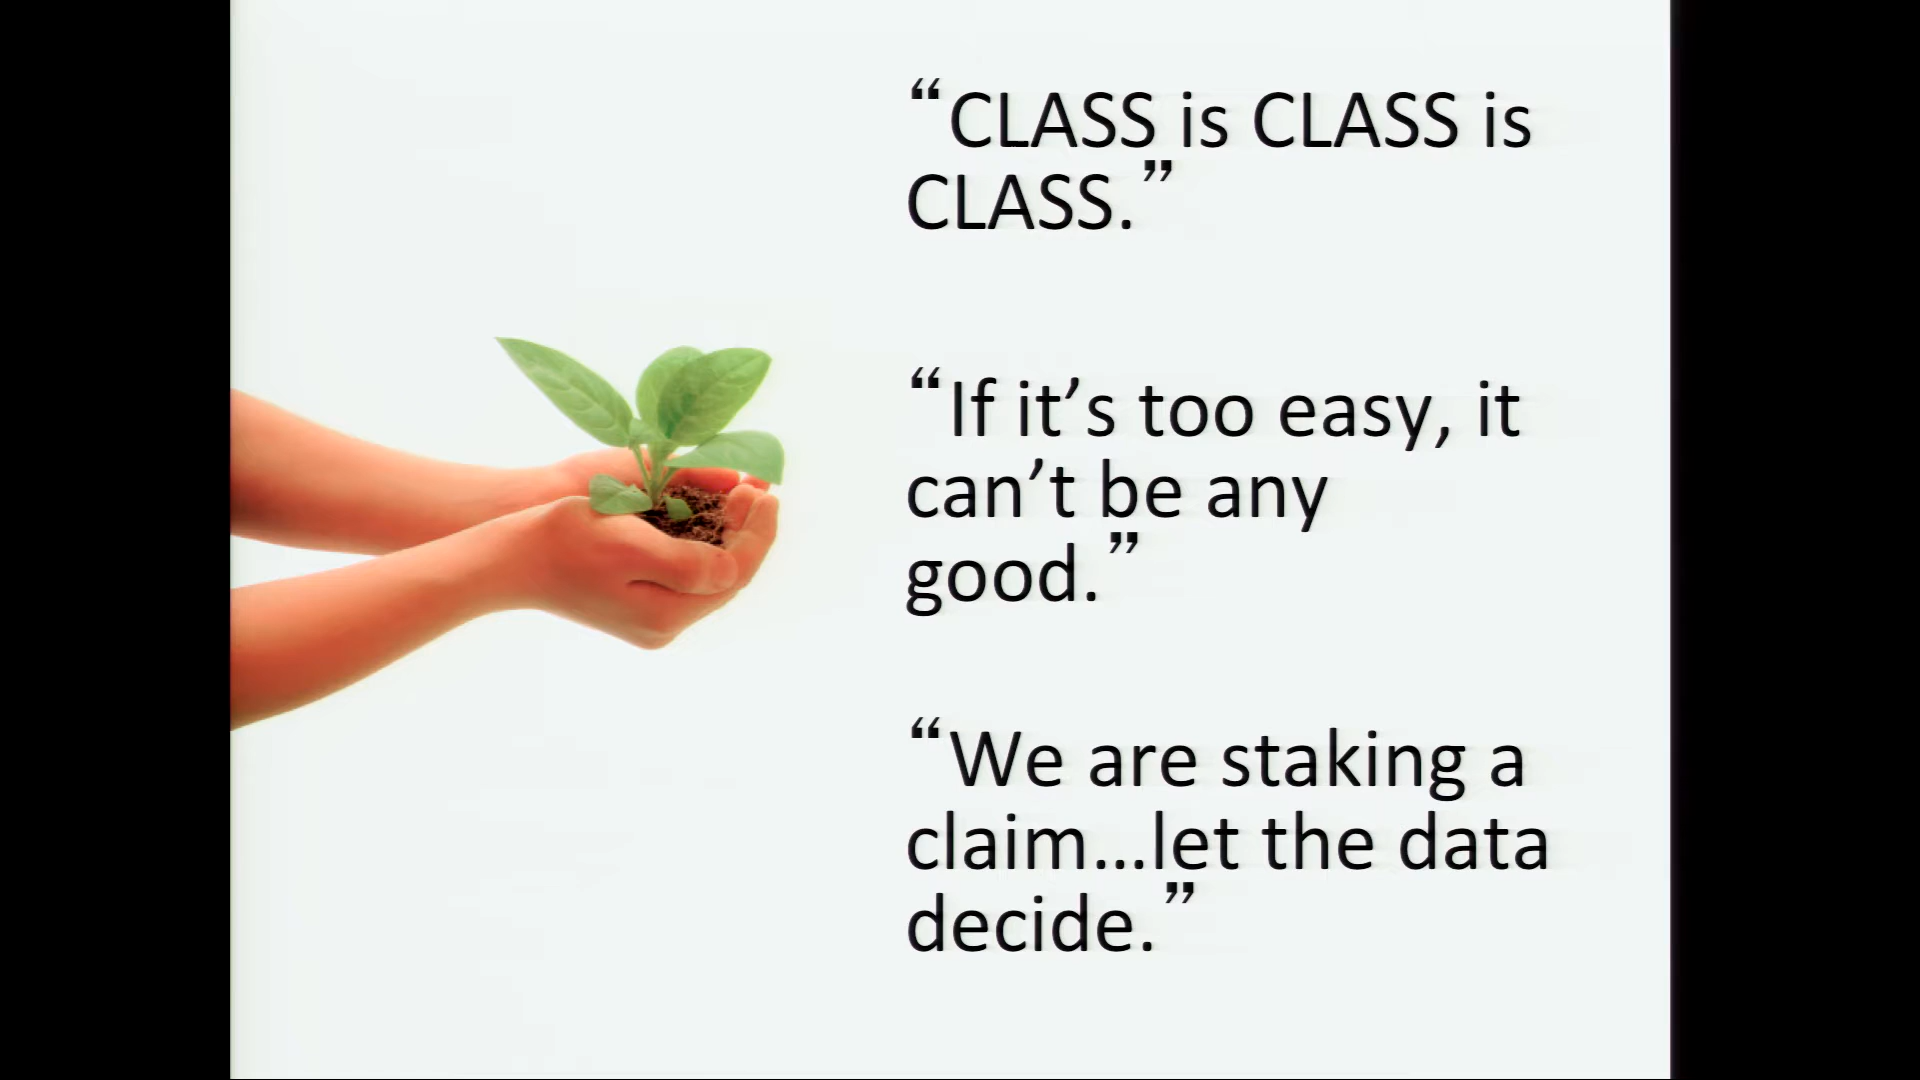 “CLASS is CLASS is
CLASS.”
“If it’s too easy, it
can’t be any
good.”
“We are staking a
claim...let the data
decide.”